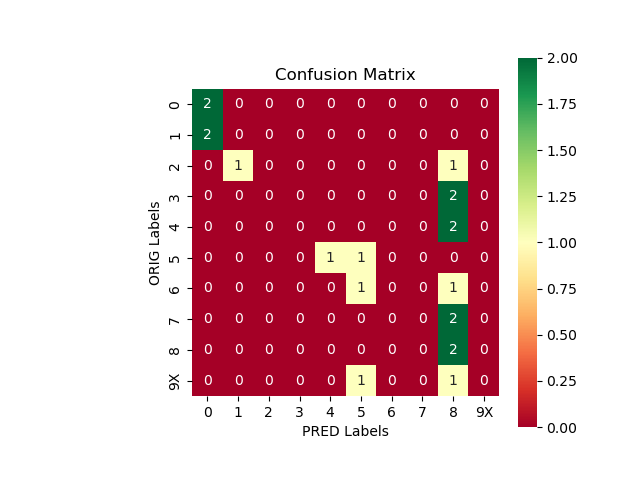 Confusion Matrix
0 2 0 0 0 0 0 0 0 0 0
1 2 0 0 0 0 0 0 0 0 0
2 0 1 0 0 0 0 0 0 1 0
3 0 0 0 0 0 0 0 0 2 0
4 0 0 0 0 0 0 0 0 2 0
5 0 0 0 0 1 1 0 0 0 0
6 0 0 0 0 0 1 0 0 1 0
7 0 0 0 0 0 0 0 0 2 0
8 0 0 0 0 0 0 0 0 2 0
9X 0 0 0 0 0 1 0 0 1 0
0 1 2 3 4 5 6 7 8 9X
ORIG Labels
PRED Labels
2.00
1.75
1.50
1.25
1.00
0.75
0.50
0.25
0.00